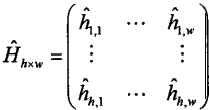 Ĥ_{h×w} = ( ĥ_{1,1} ⋯ ĥ_{1,w}
⋮ ⋮
ĥ_{h,1} ⋯ ĥ_{h,w} )